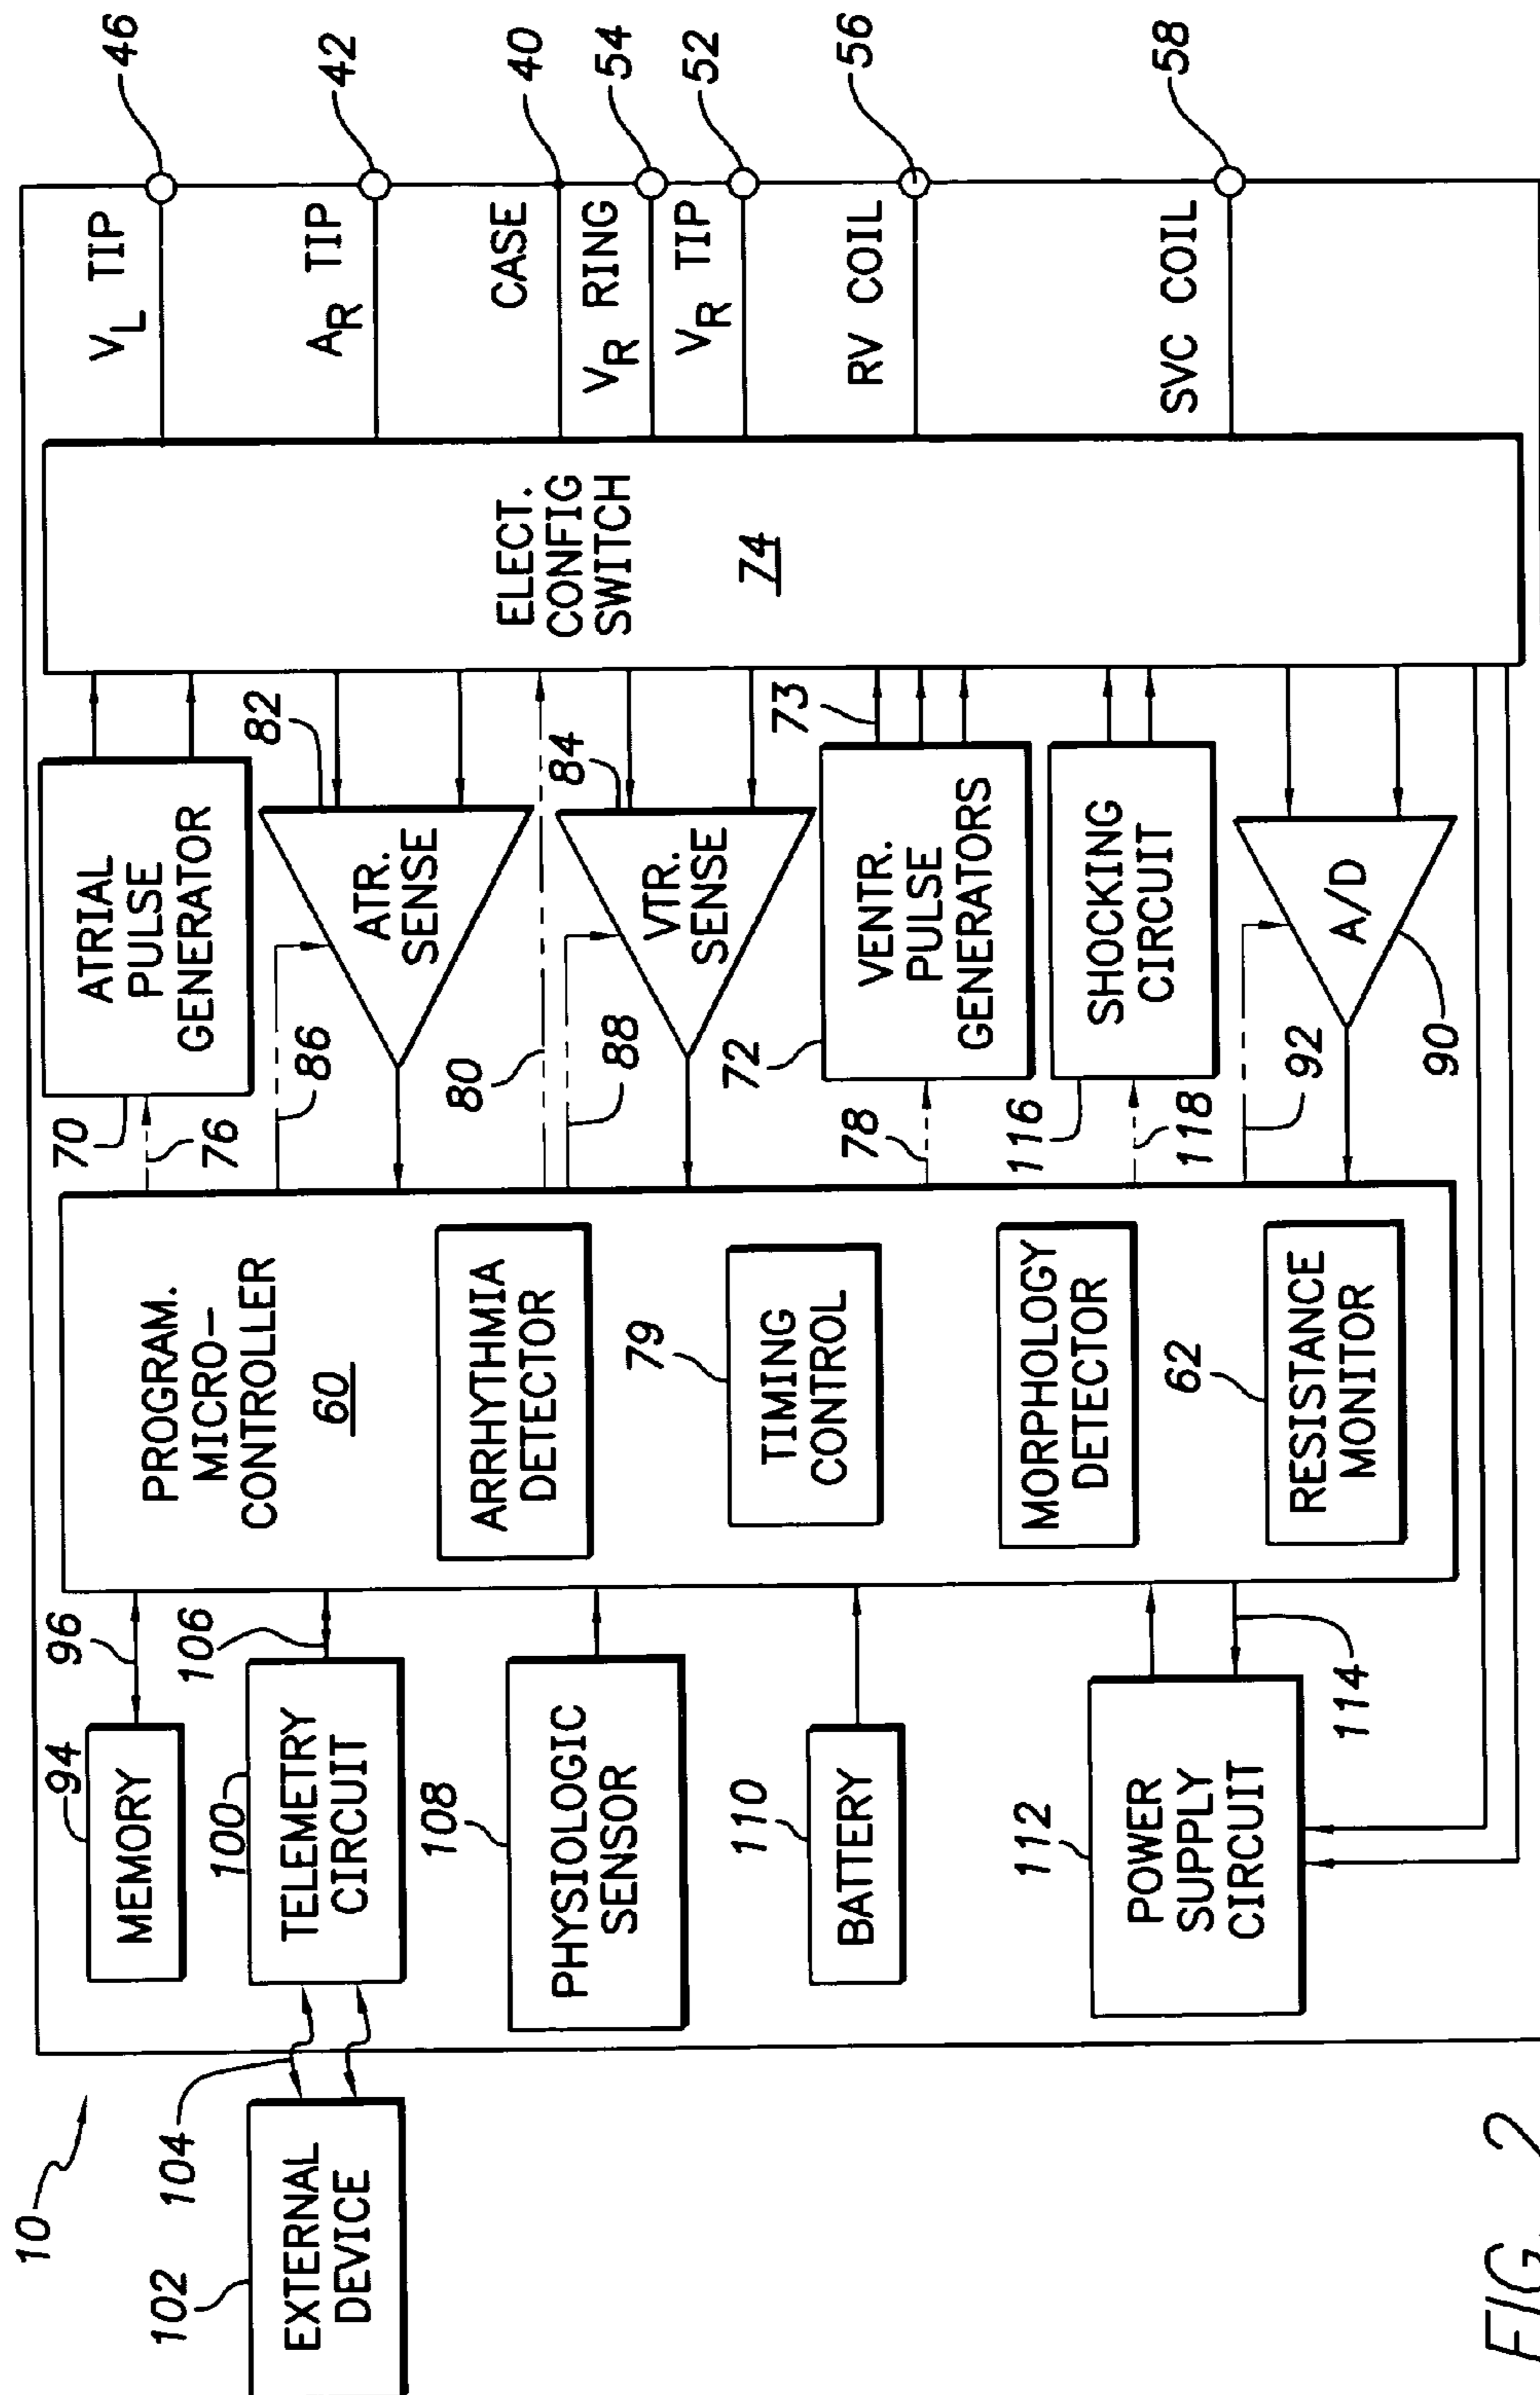 10
102
EXTERNAL
DEVICE
104
94
MEMORY
96
100
TELEMETRY
CIRCUIT
106
108
PHYSIOLOGIC
SENSOR
110
BATTERY
112
POWER
SUPPLY
CIRCUIT
114
PROGRAM.
MICRO-
CONTROLLER
60
ARRHYTHMIA
DETECTOR
79
TIMING
CONTROL
MORPHOLOGY
DETECTOR
62
RESISTANCE
MONITOR
70
76
ATRIAL
PULSE
GENERATOR
86
82
ATR.
SENSE
80
88
84
VTR.
SENSE
72
78
73
VENTR.
PULSE
GENERATORS
116
118
SHOCKING
CIRCUIT
92
A/D
90
ELECT.
CONFIG
SWITCH
74
VL TIP
46
AR TIP
42
CASE
40
VR RING
54
VR TIP
52
RV COIL
56
SVC COIL
58
FIG. 2